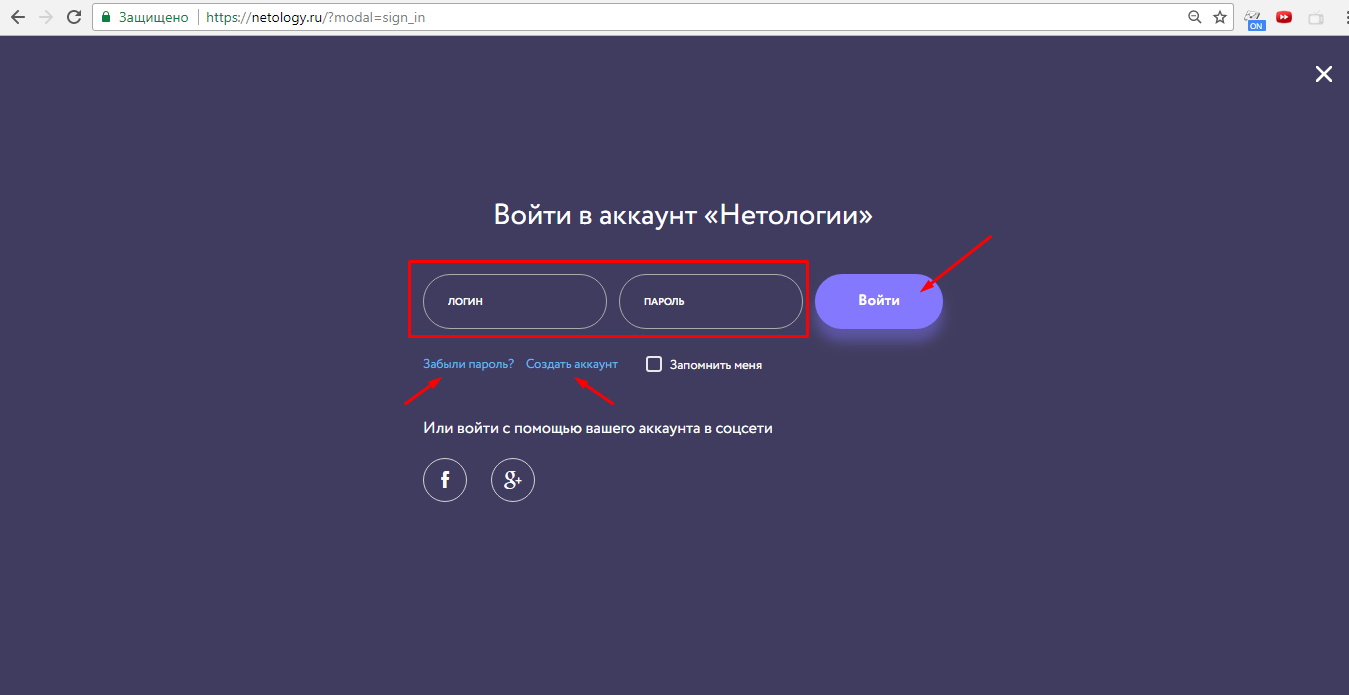 Защищено https://netology.ru/?modal=sign_in
ON
Войти в аккаунт «Нетологии»
ЛОГИН ПАРОЛЬ Войти
Забыли пароль? Создать аккаунт Запомнить меня
Или войти с помощью вашего аккаунта в соцсети
f g+